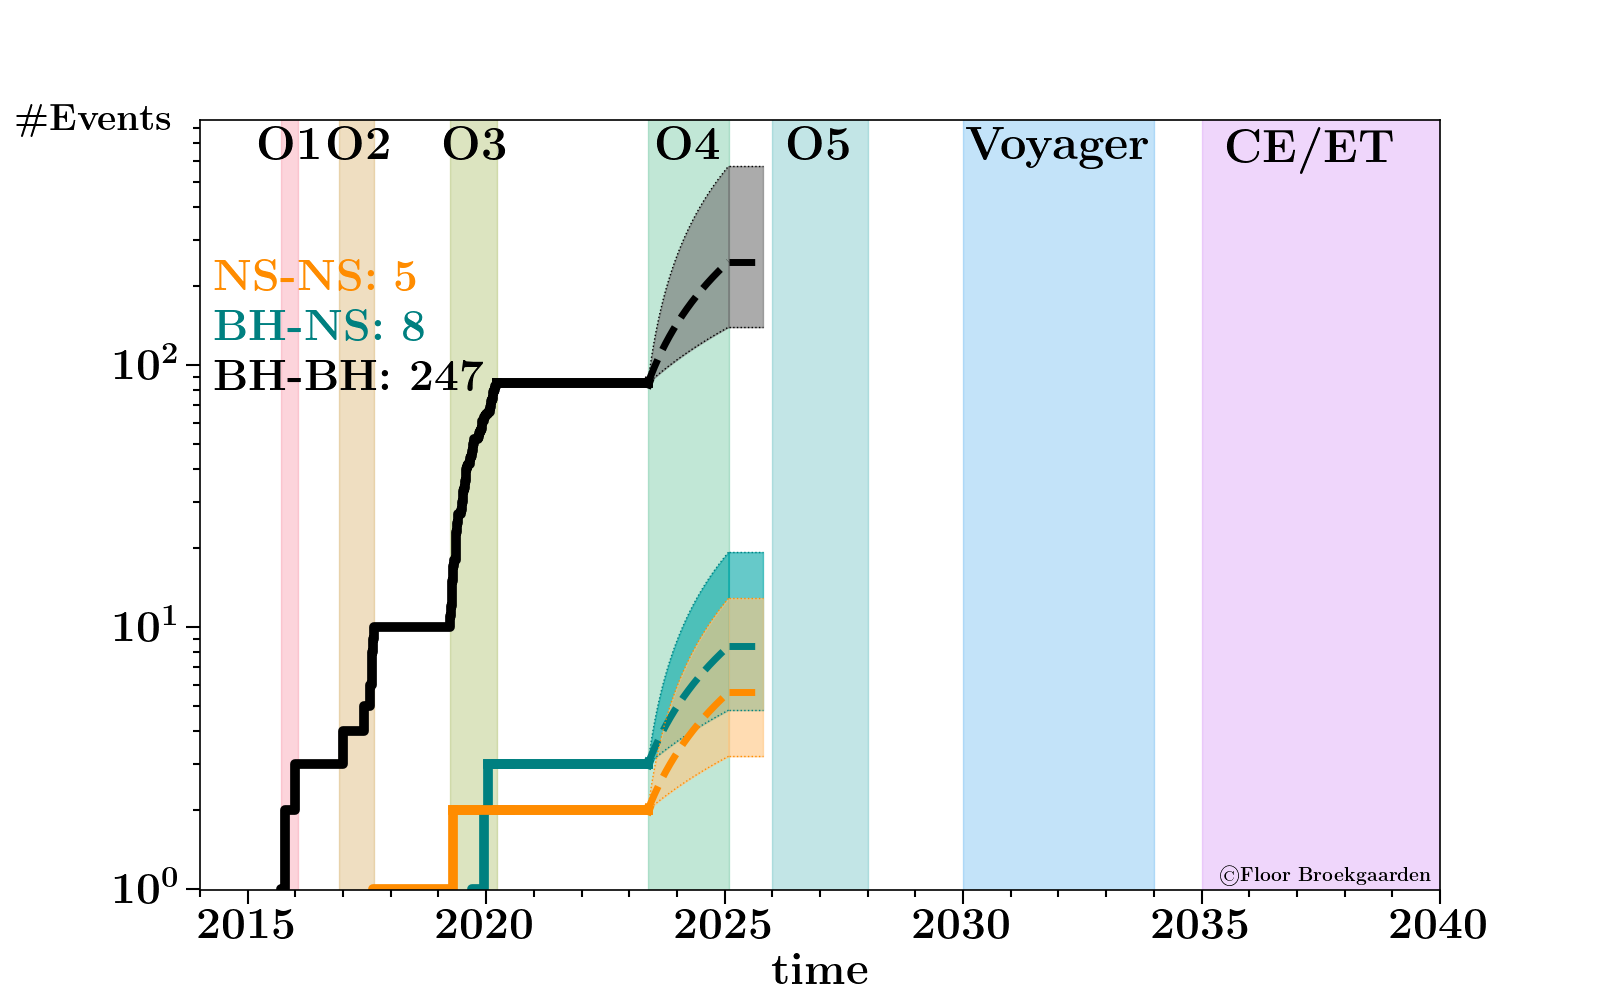 #Events
O1 O2 O3 O4 O5 Voyager CE/ET
NS-NS: 5
BH-NS: 8
BH-BH: 247
10²
10¹
10⁰
©Floor Broekgaarden
2015 2020 2025 2030 2035 2040
time